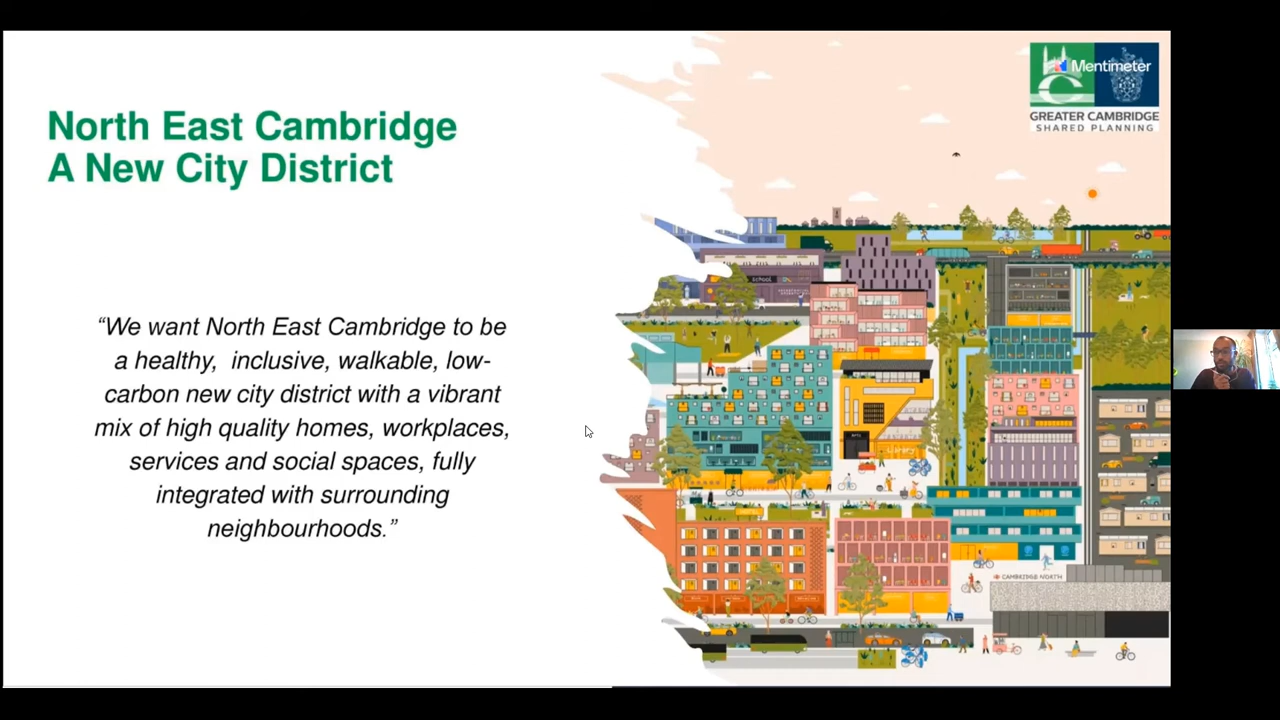 Mentimeter
GREATER CAMBRIDGE
SHARED PLANNING
North East Cambridge
A New City District
“We want North East Cambridge to be
a healthy, inclusive, walkable, low-
carbon new city district with a vibrant
mix of high quality homes, workplaces,
services and social spaces, fully
integrated with surrounding
neighbourhoods.”
SCHOOL
Library
CAMBRIDGE NORTH